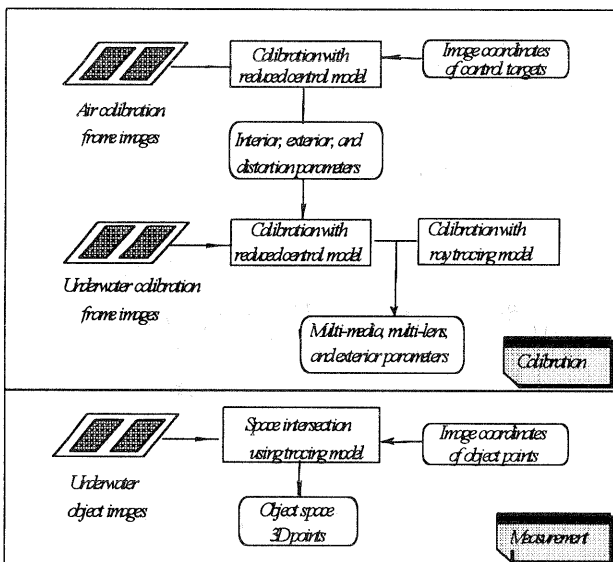 Calibration with
reduced control model
Image coordinates
of control targets
Air calibration
frame images
Interior, exterior, and
distortion parameters
Calibration with
reduced control model
Calibration with
ray tracing model
Underwater calibration
frame images
Multi-media, multi-lens,
and exterior parameters
Calibration
Space intersection
using tracing model
Image coordinates
of object points
Underwater
object images
Object space
3D points
Measurement